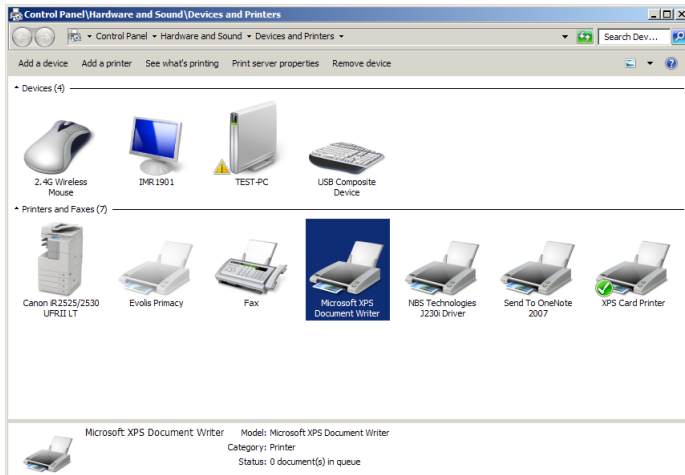 Control Panel\Hardware and Sound\Devices and Printers
Control Panel Hardware and Sound Devices and Printers Search Dev...
Add a device Add a printer See what's printing Print server properties Remove device
Devices (4)
2.4G Wireless Mouse
IMR1901
TEST-PC
USB Composite Device
Printers and Faxes (7)
Canon iR2525/2530 UFRII LT
Evolis Primacy
Fax
Microsoft XPS Document Writer
NBS Technologies J230i Driver
Send To OneNote 2007
XPS Card Printer
Microsoft XPS Document Writer Model: Microsoft XPS Document Writer
Category: Printer
Status: 0 document(s) in queue